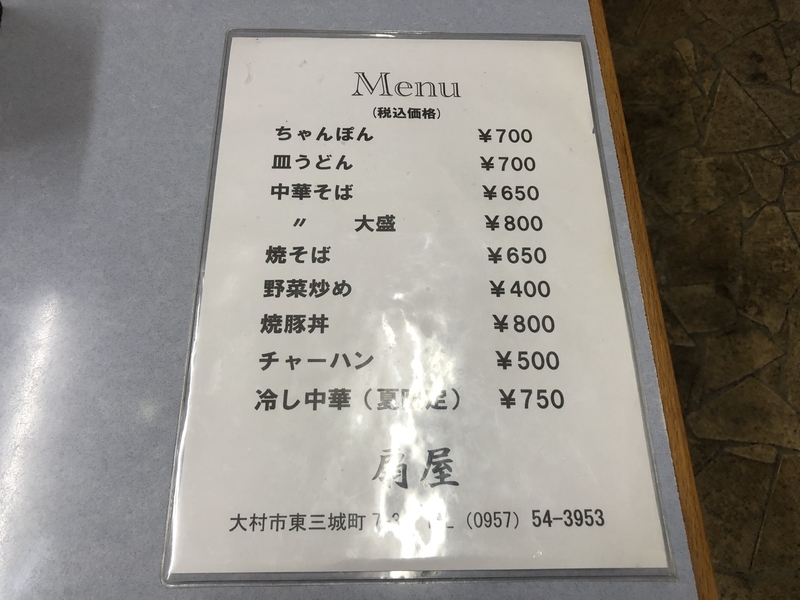 Menu
(税込価格)
ちゃんぽん ¥700
皿うどん ¥700
中華そば ¥650
〃 大盛 ¥800
焼そば ¥650
野菜炒め ¥400
焼豚丼 ¥800
チャーハン ¥500
冷し中華（夏限定） ¥750
扇屋
大村市東三城町 (0957) 54-3953